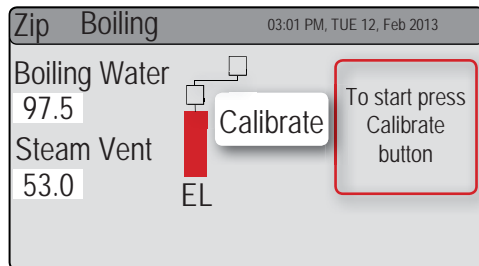 Zip Boiling
03:01 PM, TUE 12, Feb 2013
Boiling Water
97.5
Steam Vent
53.0
EL
Calibrate
To start press
Calibrate
button